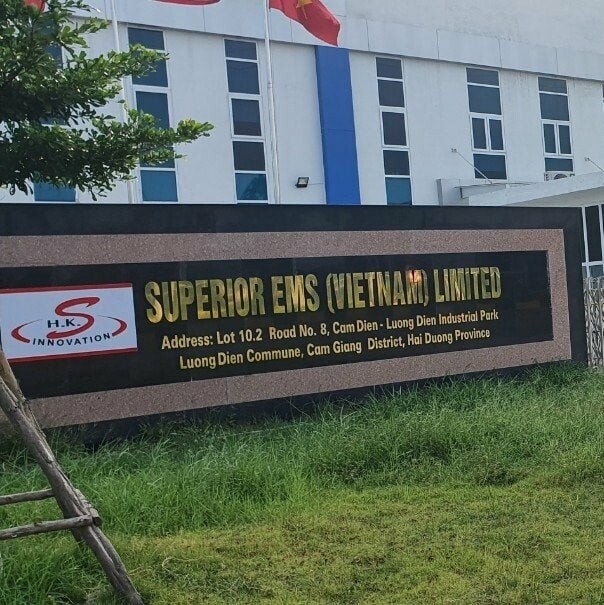 H.K.
S
INNOVATION
SUPERIOR EMS (VIETNAM) LIMITED
Address: Lot 10.2 Road No. 8, Cam Dien - Luong Dien Industrial Park
Luong Dien Commune, Cam Giang District, Hai Duong Province